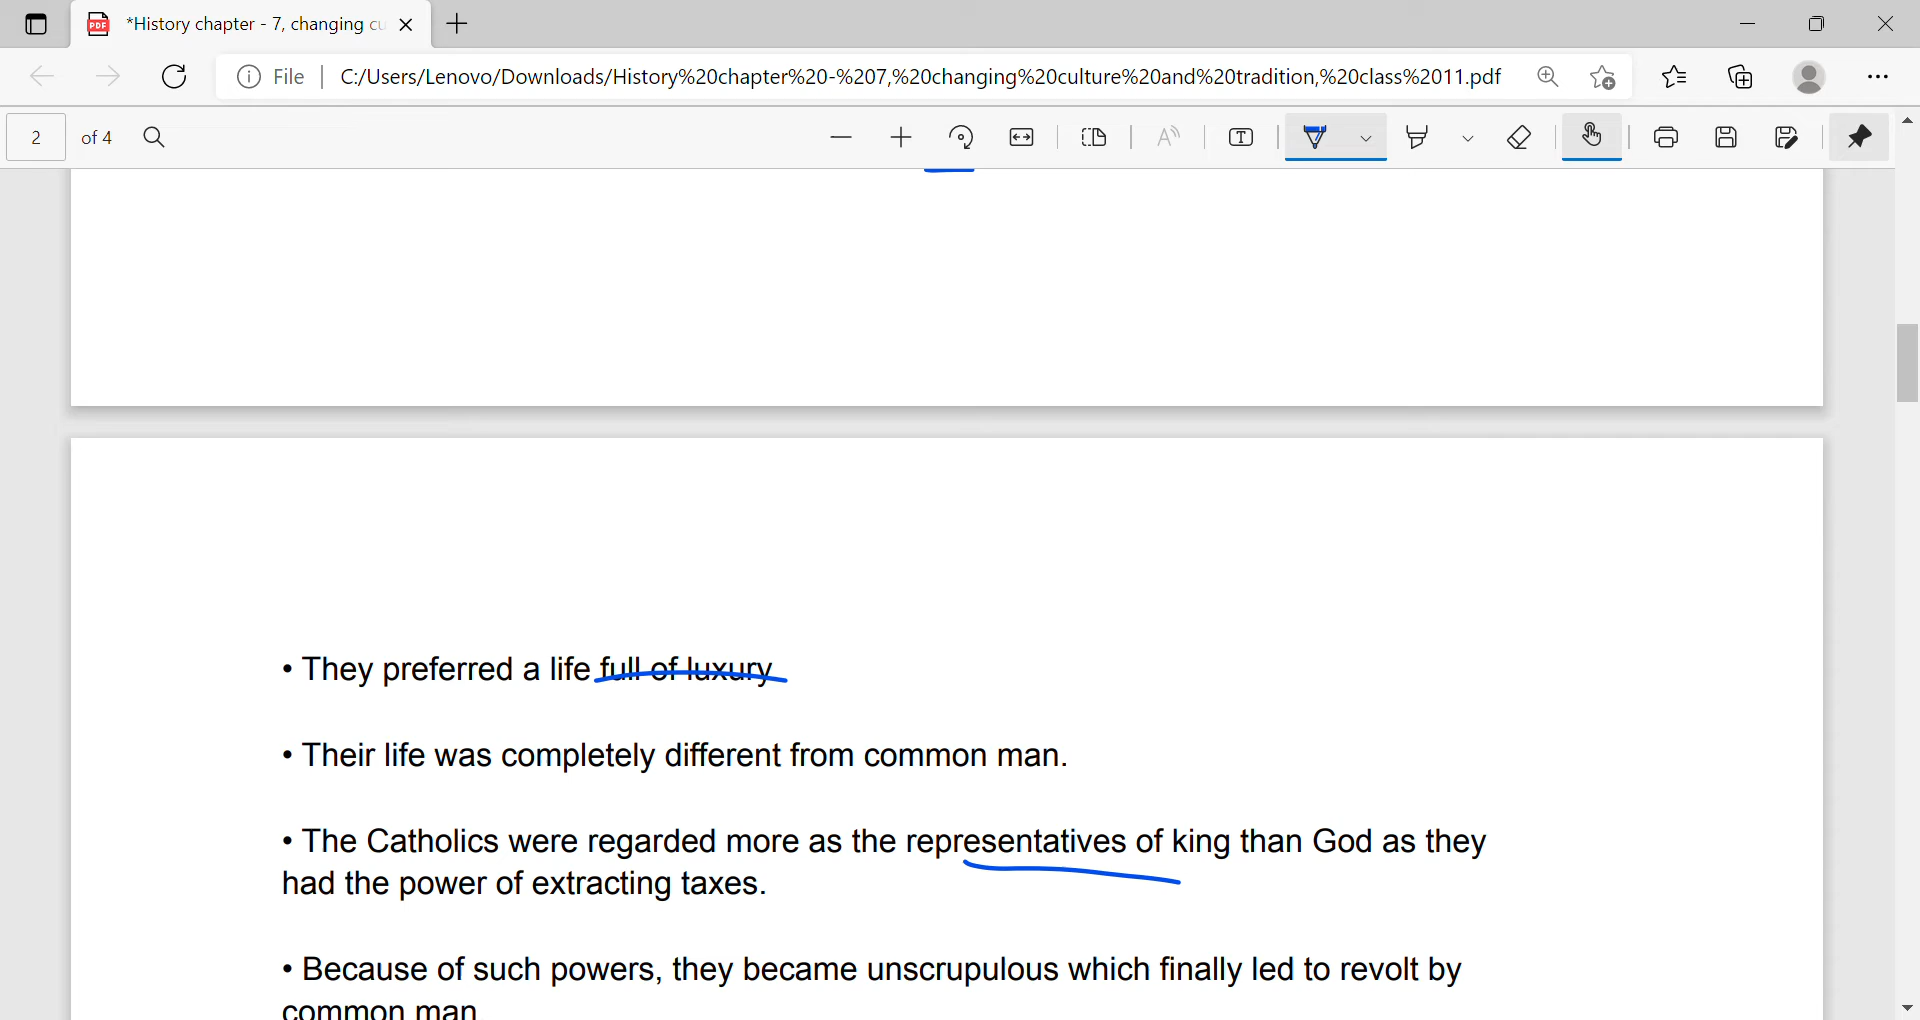 *History chapter - 7, changing cu
File
C:/Users/Lenovo/Downloads/History%20chapter%20-%207,%20changing%20culture%20and%20tradition,%20class%2011.pdf
2 of 4
• They preferred a life full of luxury
• Their life was completely different from common man.
• The Catholics were regarded more as the representatives of king than God as they
had the power of extracting taxes.
• Because of such powers, they became unscrupulous which finally led to revolt by
common man